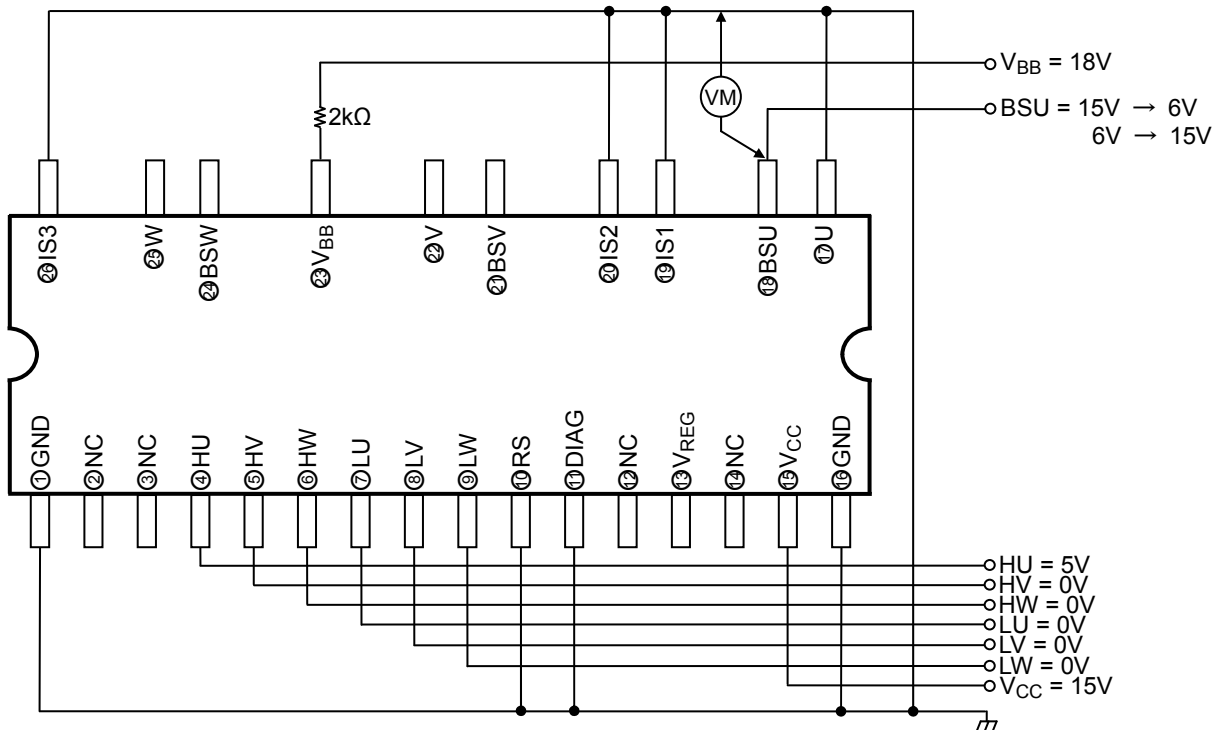 V_BB = 18V
VM
BSU = 15V → 6V
6V → 15V
2kΩ
㉖IS3
㉕W
㉔BSW
㉓V_BB
㉒V
㉑BSV
⑳IS2
⑲IS1
⑱BSU
⑰U
①GND
②NC
③NC
④HU
⑤HV
⑥HW
⑦LU
⑧LV
⑨LW
⑩RS
⑪DIAG
⑫NC
⑬V_REG
⑭NC
⑮V_CC
⑯GND
HU = 5V
HV = 0V
HW = 0V
LU = 0V
LV = 0V
LW = 0V
V_CC = 15V